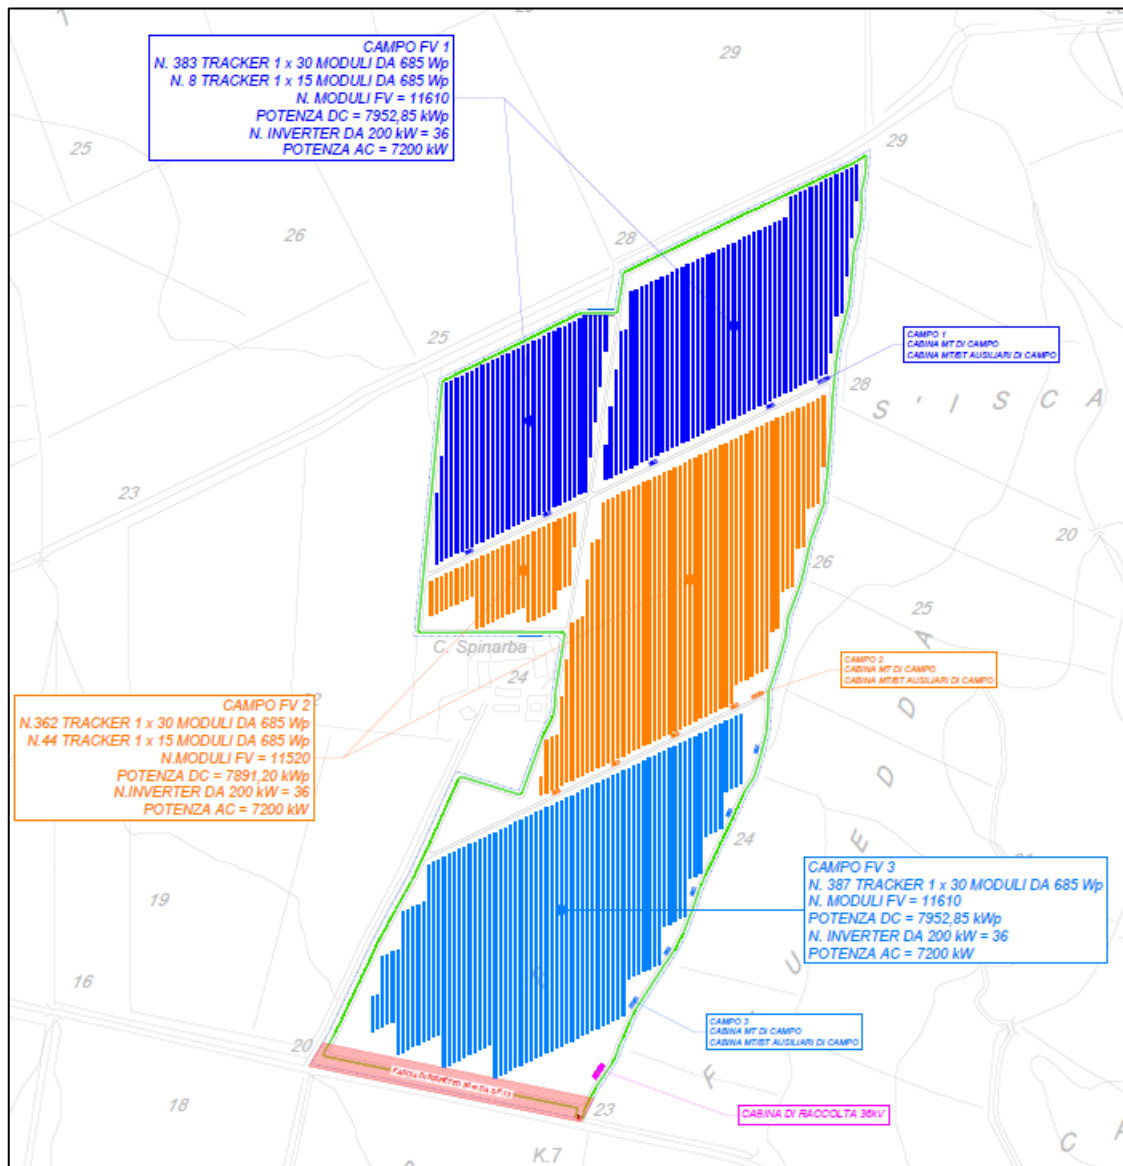 CAMPO FV 1
N. 383 TRACKER 1 x 30 MODULI DA 685 Wp
N. 8 TRACKER 1 x 15 MODULI DA 685 Wp
N. MODULI FV = 11610
POTENZA DC = 7952,85 kWp
N. INVERTER DA 200 kW = 36
POTENZA AC = 7200 kW
29
25
29
26
28
25
CAMPO 1
CABINA MT DI CAMPO
CABINA MT/BT AUSILIARI DI CAMPO
28
S ' I S C A
23
20
26
25
C. Spinarba
24
CAMPO 2
CABINA MT DI CAMPO
CABINA MT/BT AUSILIARI DI CAMPO
CAMPO FV 2
N.362 TRACKER 1 x 30 MODULI DA 685 Wp
N.44 TRACKER 1 x 15 MODULI DA 685 Wp
N.MODULI FV = 11520
POTENZA DC = 7891,20 kWp
N.INVERTER DA 200 kW = 36
POTENZA AC = 7200 kW
24
CAMPO FV 3
N. 387 TRACKER 1 x 30 MODULI DA 685 Wp
N. MODULI FV = 11610
POTENZA DC = 7952,85 kWp
N. INVERTER DA 200 kW = 36
POTENZA AC = 7200 kW
19
16
CAMPO 3
CABINA MT DI CAMPO
CABINA MT/BT AUSILIARI DI CAMPO
20
FASCIA DI RISPETTO
18
23
CABINA DI RACCOLTA 36kV
K.7
C A